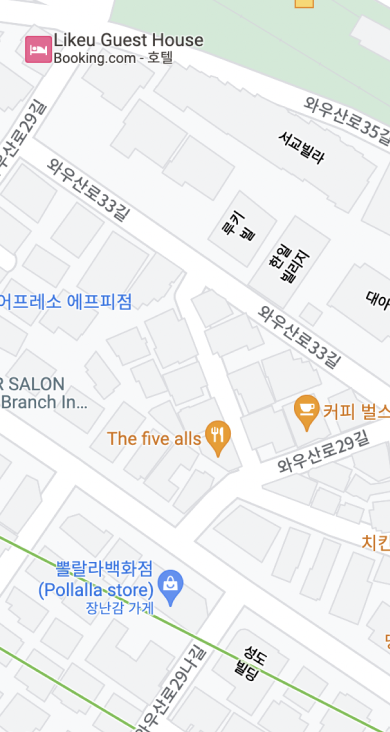 Likeu Guest House
Booking.com - 호텔
와우산로35길
와우산로29길
서교빌라
와우산로33길
루키
빌
한일
빌리지
대아
어프레소 에프피점
와우산로33길
R SALON
Branch In...
커피 벌스
The five alls
와우산로29길
치킨
뽈랄라백화점
(Pollalla store)
장난감 가게
성도
빌딩
와우산로29나길